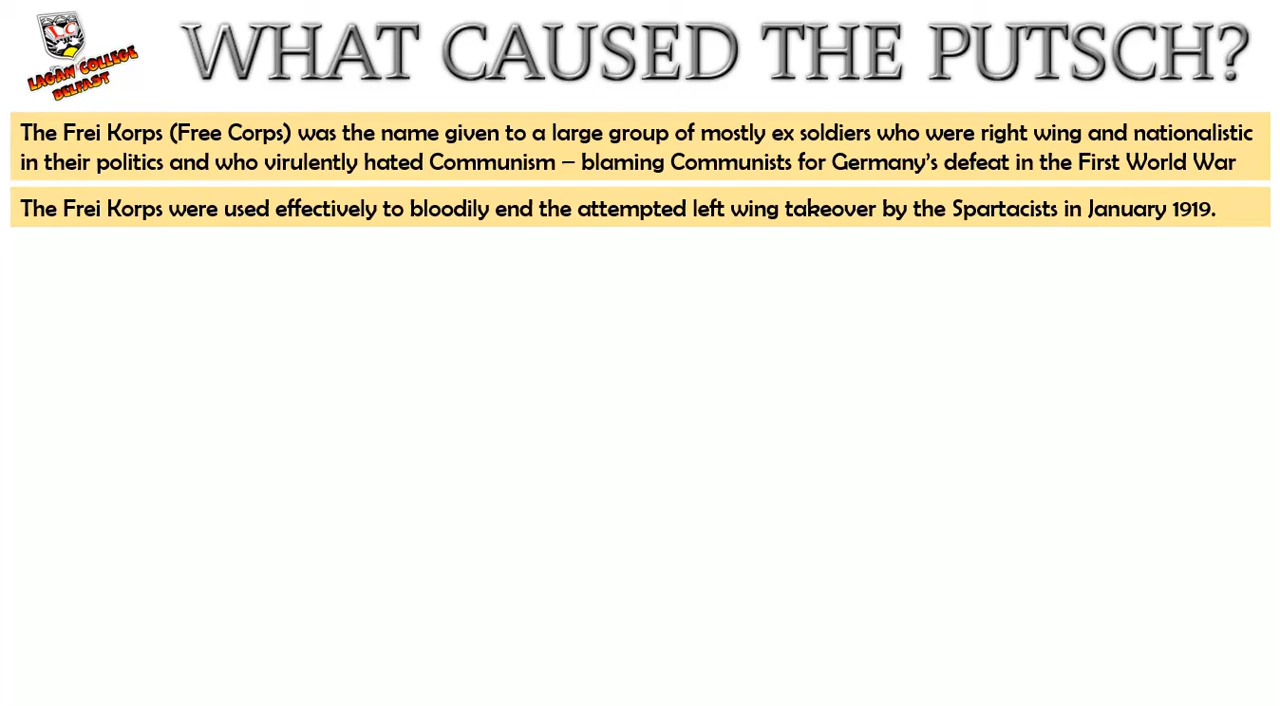 LC
LAGAN COLLEGE
BELFAST
WHAT CAUSED THE PUTSCH?
The Frei Korps (Free Corps) was the name given to a large group of mostly ex soldiers who were right wing and nationalistic
in their politics and who virulently hated Communism – blaming Communists for Germany's defeat in the First World War
The Frei Korps were used effectively to bloodily end the attempted left wing takeover by the Spartacists in January 1919.